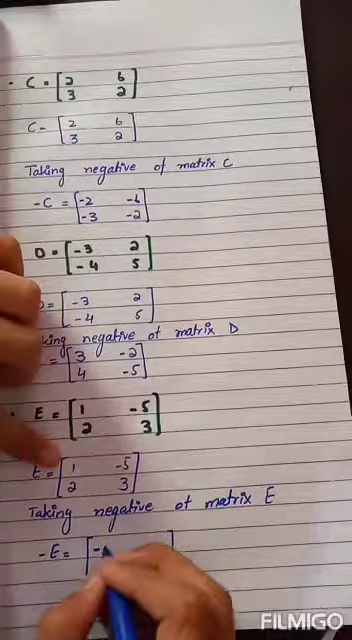 - C = [2 6
3 2]
C = [2 6
3 2]
Taking negative of matrix C
-C = [-2 -6
-3 -2]
D = [-3 2
-4 5]
= [-3 2
-4 5]
negative of matrix D
= [3 -2
4 -5]
E = [1 -5
2 3]
E = [1 -5
2 3]
Taking negative of matrix E
-E = [-
FILMIGO